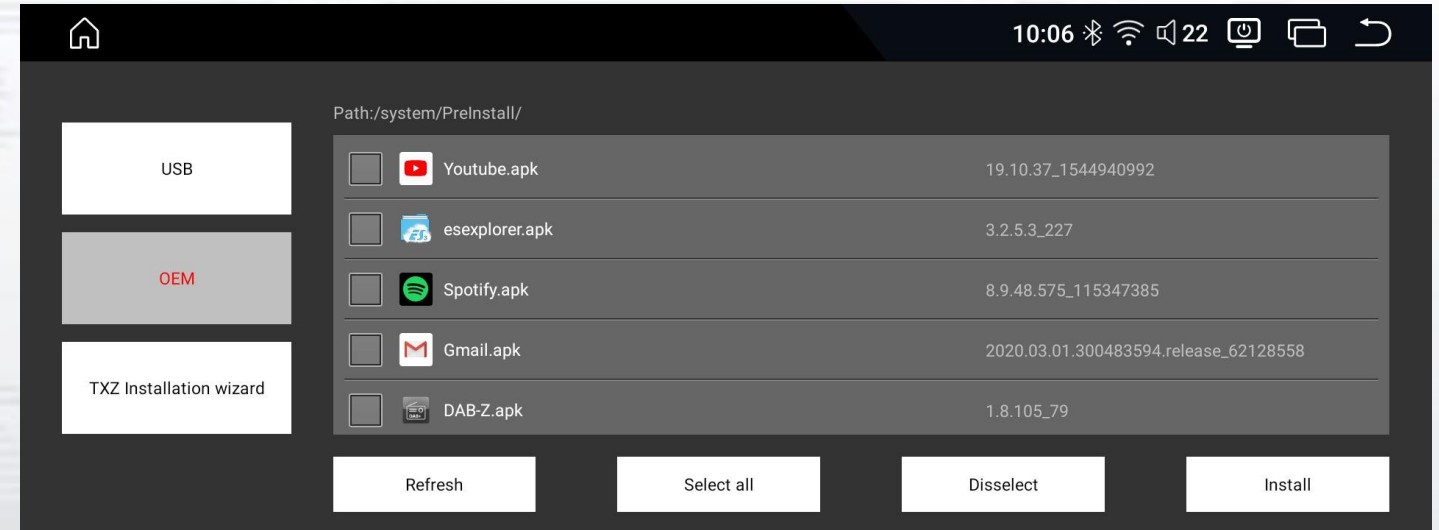 10:06 22
Path:/system/PreInstall/
USB
OEM
TXZ Installation wizard
Youtube.apk 19.10.37_1544940992
esexplorer.apk 3.2.5.3_227
Spotify.apk 8.9.48.575_115347385
Gmail.apk 2020.03.01.300483594.release_62128558
DAB-Z.apk 1.8.105_79
Refresh Select all Disselect Install